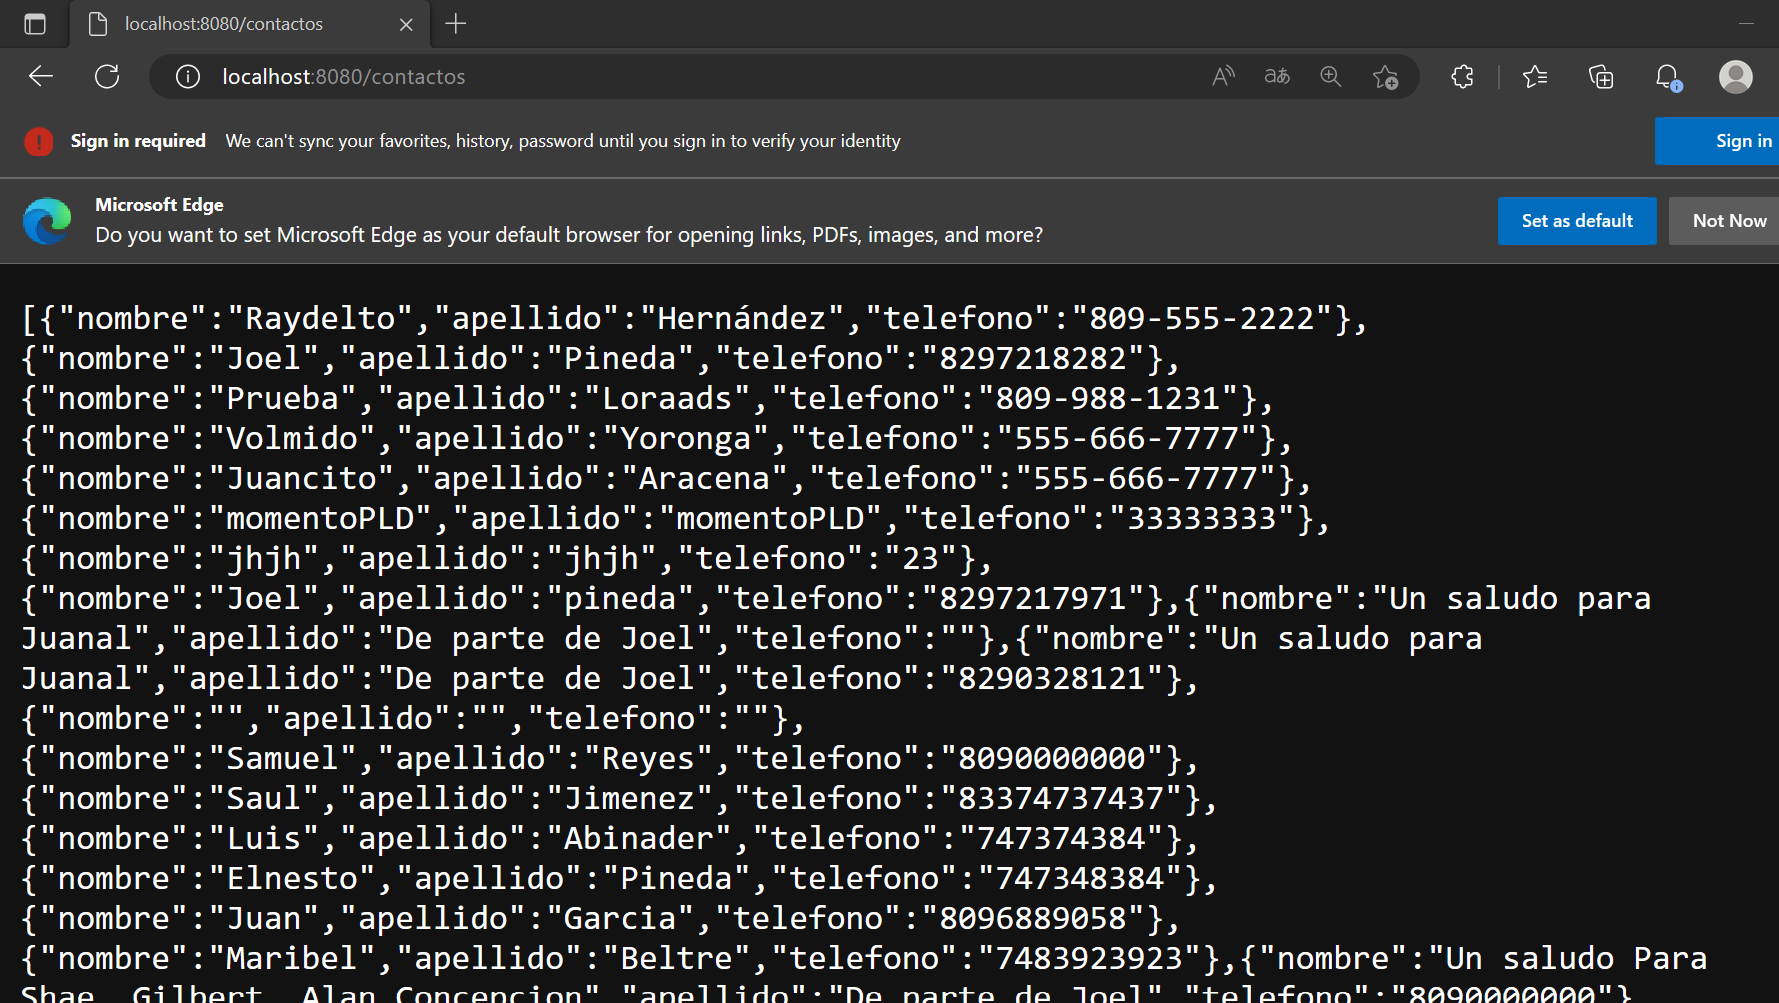 localhost:8080/contactos
localhost:8080/contactos
Sign in required We can't sync your favorites, history, password until you sign in to verify your identity
Sign in
Microsoft Edge
Do you want to set Microsoft Edge as your default browser for opening links, PDFs, images, and more?
Set as default
Not Now
[{"nombre":"Raydelto","apellido":"Hernández","telefono":"809-555-2222"},
{"nombre":"Joel","apellido":"Pineda","telefono":"8297218282"},
{"nombre":"Prueba","apellido":"Loraads","telefono":"809-988-1231"},
{"nombre":"Volmido","apellido":"Yoronga","telefono":"555-666-7777"},
{"nombre":"Juancito","apellido":"Aracena","telefono":"555-666-7777"},
{"nombre":"momentoPLD","apellido":"momentoPLD","telefono":"33333333"},
{"nombre":"jhjh","apellido":"jhjh","telefono":"23"},
{"nombre":"Joel","apellido":"pineda","telefono":"8297217971"},{"nombre":"Un saludo para
Juanal","apellido":"De parte de Joel","telefono":""},{"nombre":"Un saludo para
Juanal","apellido":"De parte de Joel","telefono":"8290328121"},
{"nombre":"","apellido":"","telefono":""},
{"nombre":"Samuel","apellido":"Reyes","telefono":"8090000000"},
{"nombre":"Saul","apellido":"Jimenez","telefono":"83374737437"},
{"nombre":"Luis","apellido":"Abinader","telefono":"747374384"},
{"nombre":"Elnesto","apellido":"Pineda","telefono":"747348384"},
{"nombre":"Juan","apellido":"Garcia","telefono":"8096889058"},
{"nombre":"Maribel","apellido":"Beltre","telefono":"7483923923"},{"nombre":"Un saludo Para
Shae, Gilbert, Alan Concepcion","apellido":"De parte de Joel","telefono":"8090000000"},